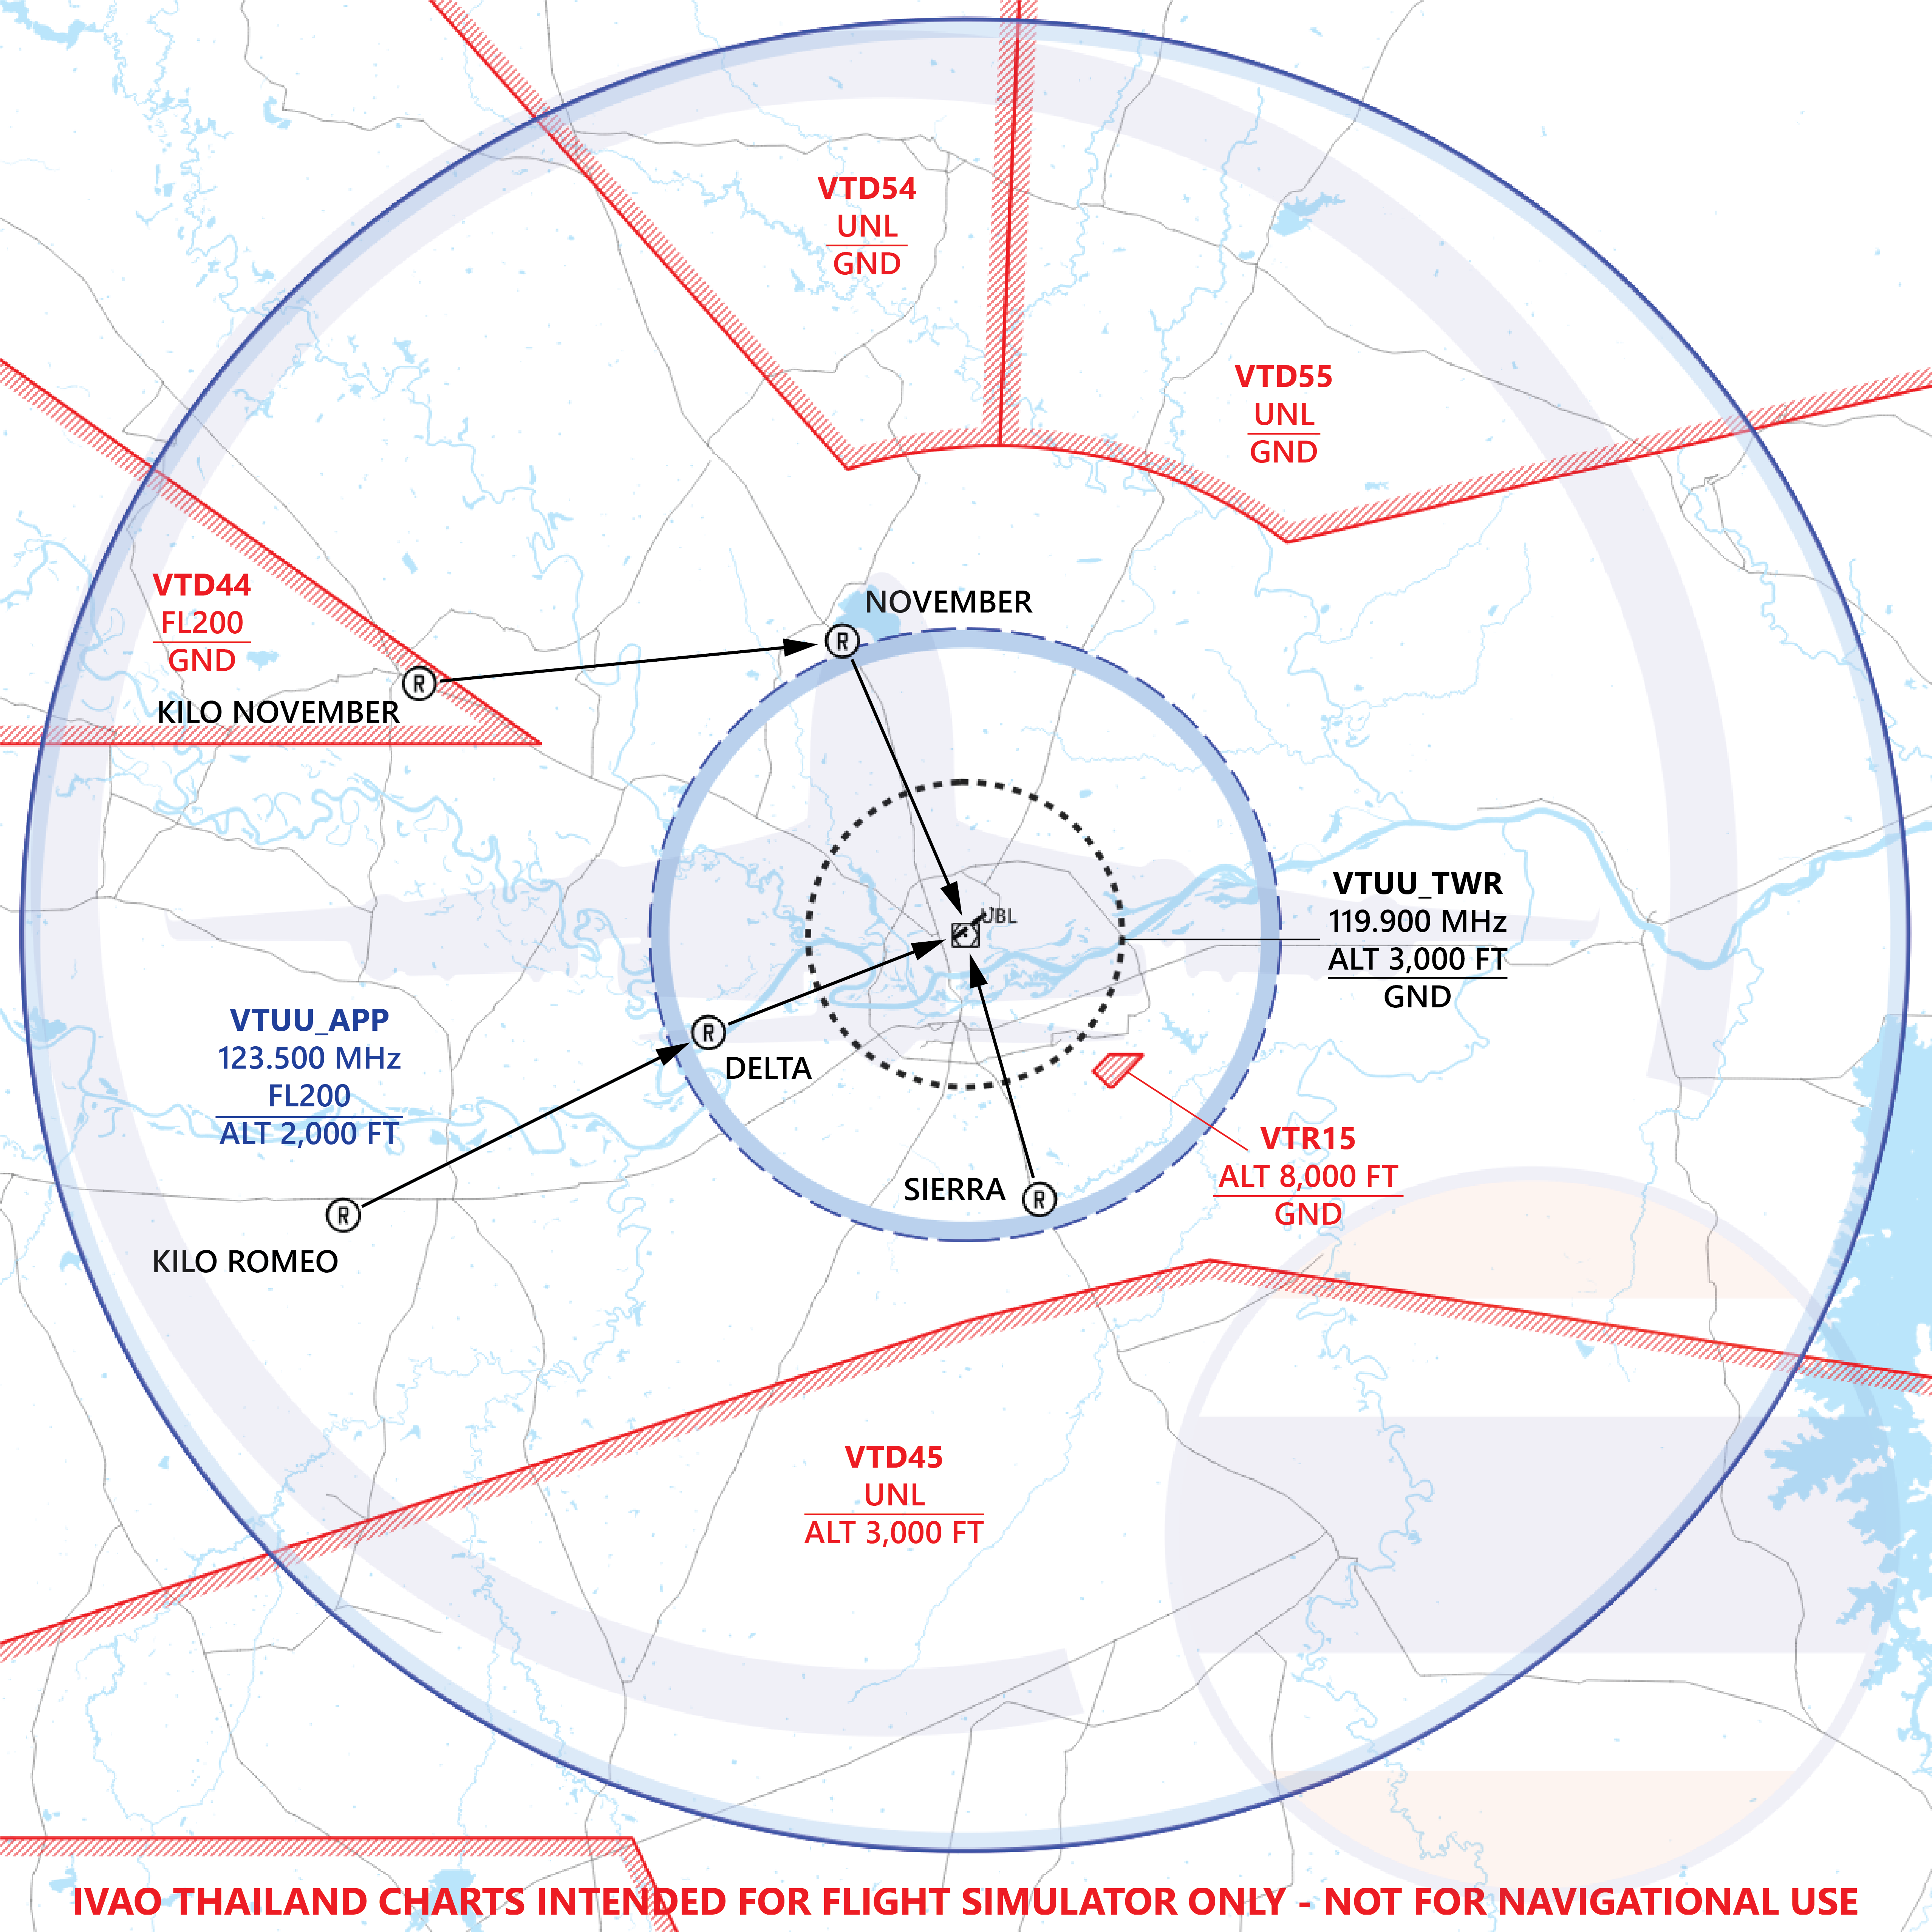 VTD54
UNL
GND
VTD55
UNL
GND
VTD44
FL200
GND
NOVEMBER
R
R
KILO NOVEMBER
VTUU_TWR
119.900 MHz
ALT 3,000 FT
GND
UBL
VTUU_APP
123.500 MHz
FL200
ALT 2,000 FT
R
DELTA
VTR15
ALT 8,000 FT
GND
SIERRA
R
R
KILO ROMEO
VTD45
UNL
ALT 3,000 FT
IVAO THAILAND CHARTS INTENDED FOR FLIGHT SIMULATOR ONLY - NOT FOR NAVIGATIONAL USE